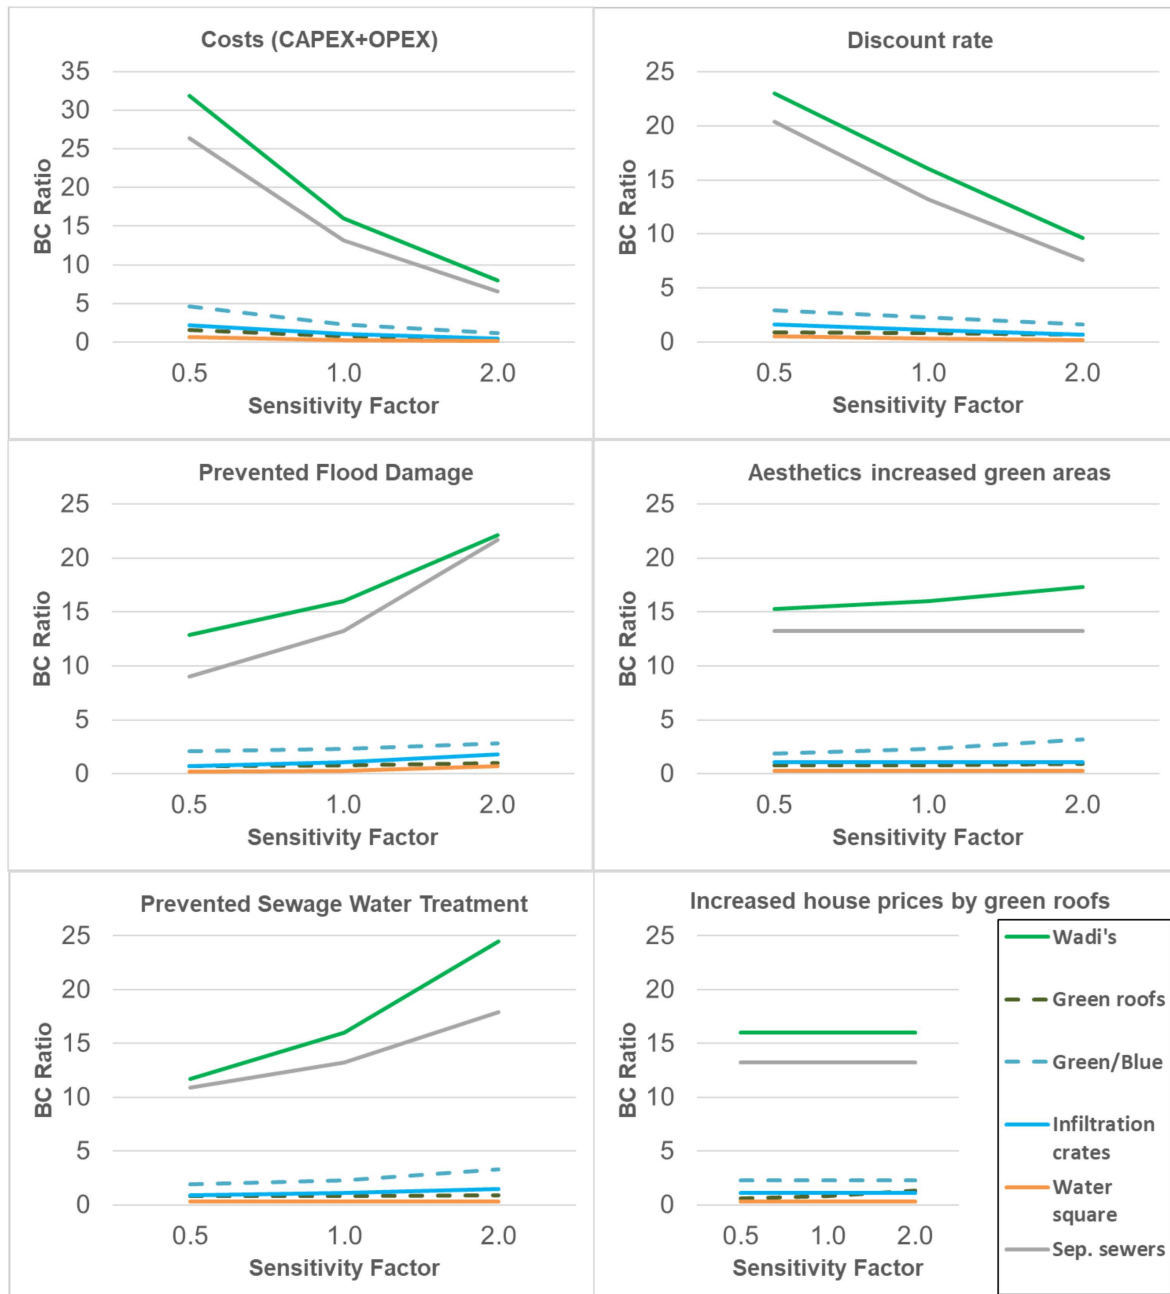 Costs (CAPEX+OPEX)
35
30
25
20
15
10
5
0
BC Ratio
0.5 1.0 2.0
Sensitivity Factor
Discount rate
25
20
15
10
5
0
BC Ratio
0.5 1.0 2.0
Sensitivity Factor
Prevented Flood Damage
25
20
15
10
5
0
BC Ratio
0.5 1.0 2.0
Sensitivity Factor
Aesthetics increased green areas
25
20
15
10
5
0
BC Ratio
0.5 1.0 2.0
Sensitivity Factor
Prevented Sewage Water Treatment
25
20
15
10
5
0
BC Ratio
0.5 1.0 2.0
Sensitivity Factor
Increased house prices by green roofs
25
20
15
10
5
0
BC Ratio
0.5 1.0 2.0
Sensitivity Factor
Wadi's
Green roofs
Green/Blue
Infiltration
crates
Water
square
Sep. sewers